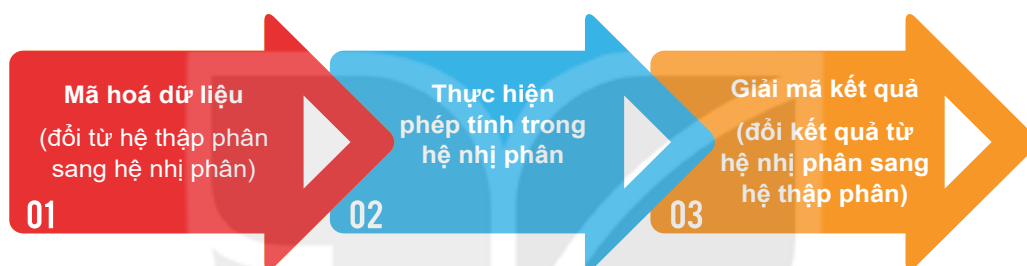 Mã hoá dữ liệu
(đổi từ hệ thập phân
sang hệ nhị phân)
01
Thực hiện
phép tính trong
hệ nhị phân
02
Giải mã kết quả
(đổi kết quả từ
hệ nhị phân sang
hệ thập phân)
03